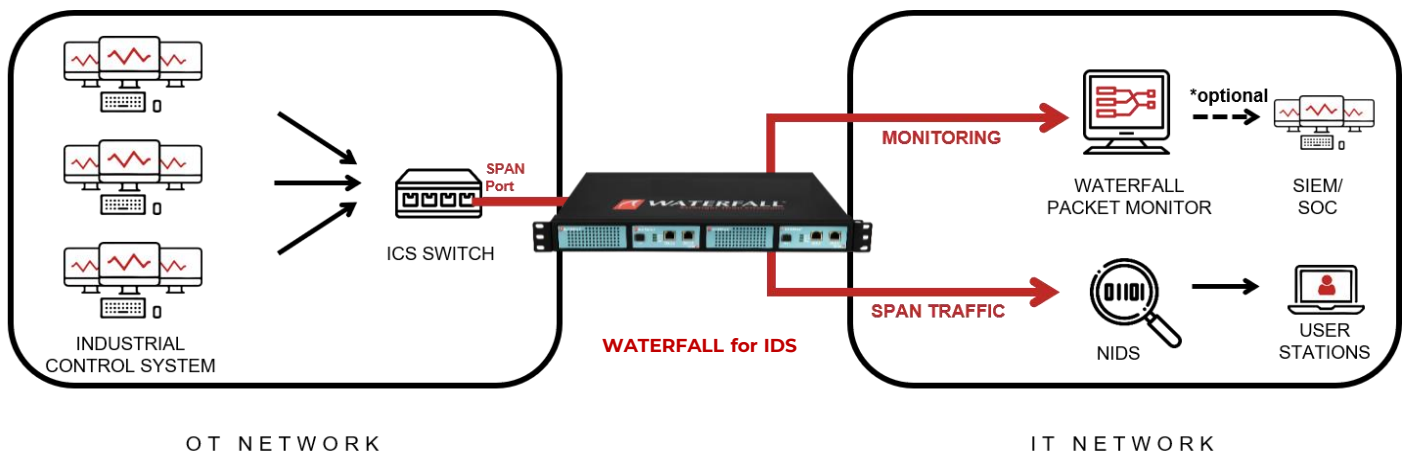 INDUSTRIAL
CONTROL SYSTEM
ICS SWITCH
SPAN
Port
WATERFALL
WATERFALL for IDS
MONITORING
SPAN TRAFFIC
WATERFALL
PACKET MONITOR
*optional
SIEM/
SOC
01101
NIDS
USER
STATIONS
OT NETWORK
IT NETWORK